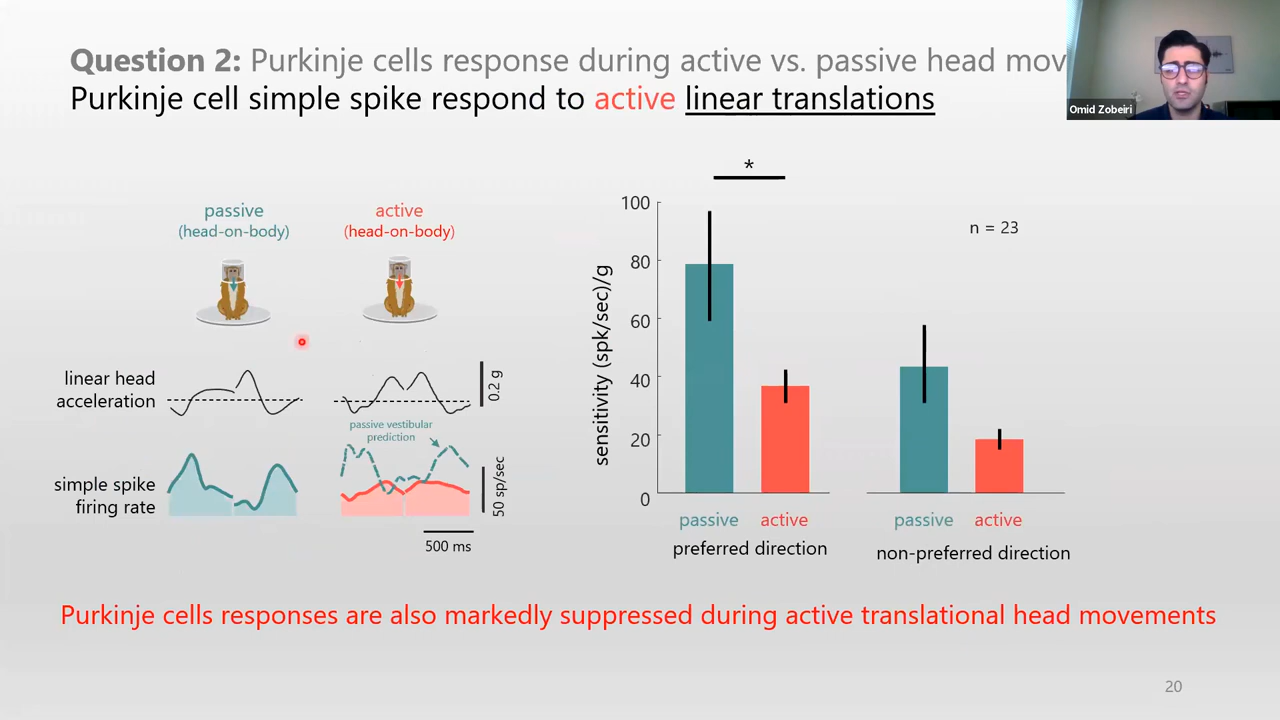 Question 2: Purkinje cells response during active vs. passive head mov
Purkinje cell simple spike respond to active linear translations
Omid Zobeiri
passive
(head-on-body)
active
(head-on-body)
linear head
acceleration
0.2 g
passive vestibular
prediction
simple spike
firing rate
50 sp/sec
500 ms
*
n = 23
sensitivity (spk/sec)/g
100
80
60
40
20
0
passive
active
passive
active
preferred direction
non-preferred direction
Purkinje cells responses are also markedly suppressed during active translational head movements
20